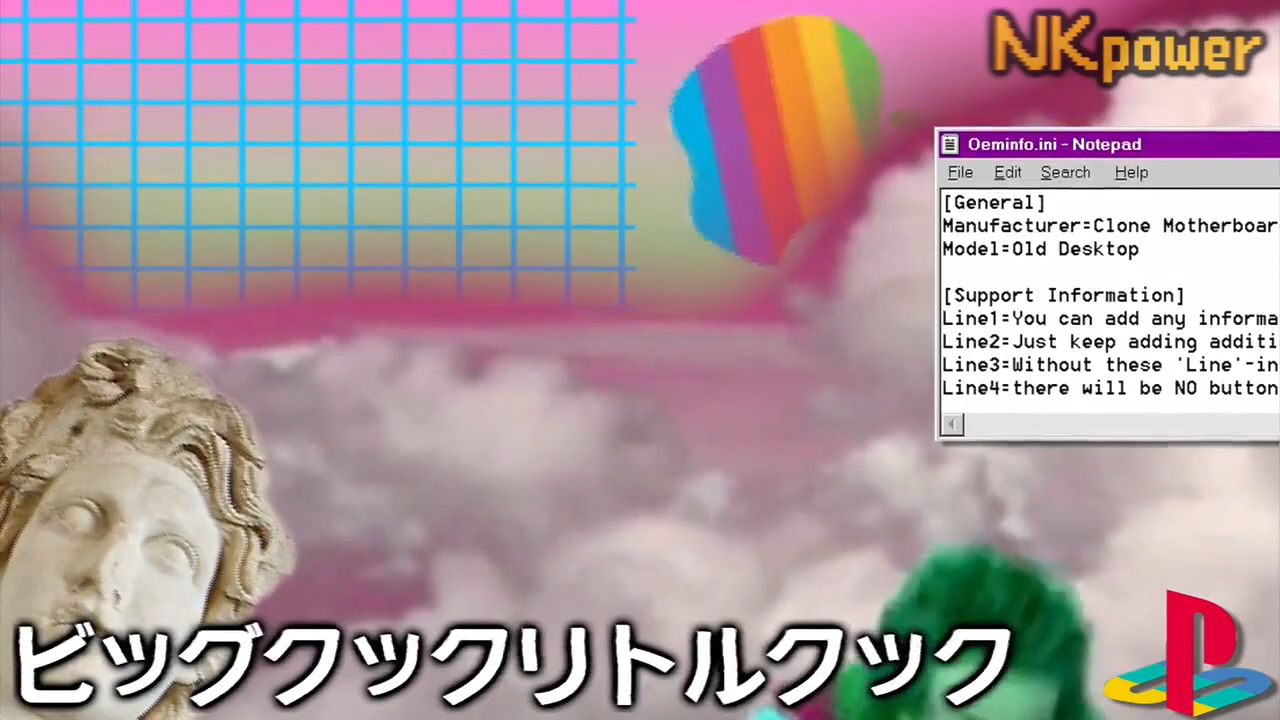 NKpower
Oeminfo.ini - Notepad
File Edit Search Help
[General]
Manufacturer=Clone Motherboar
Model=Old Desktop
[Support Information]
Line1=You can add any informa
Line2=Just keep adding additi
Line3=Without these 'Line'-in
Line4=there will be NO button
ビッグクックリトルクック